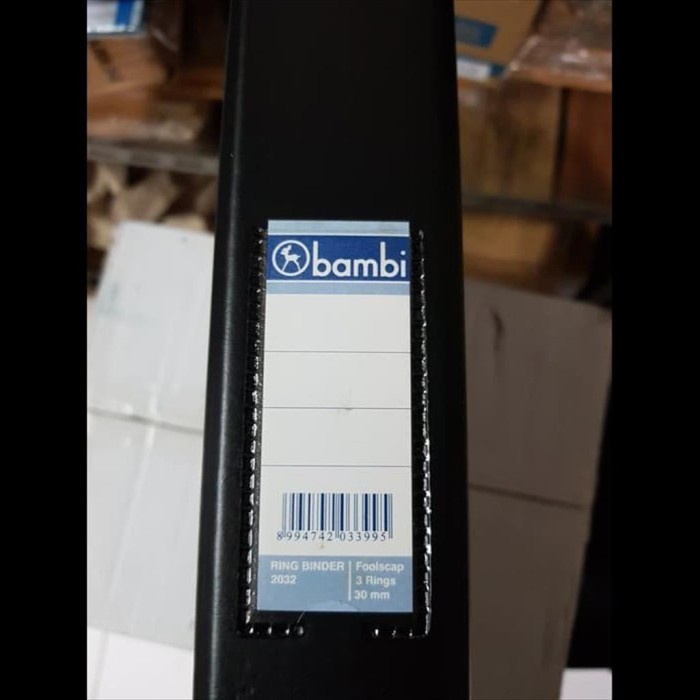 bambi
8994742033995
RING BINDER
2032
Foolscap
3 Rings
30 mm